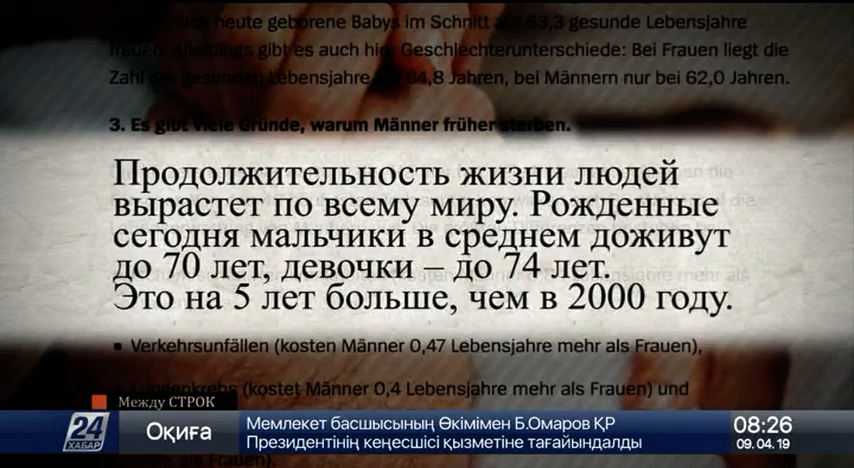 heute geborene Babys im Schnitt auf 63,3 gesunde Lebensjahre
freuen. Allerdings gibt es auch hier Geschlechterunterschiede: Bei Frauen liegt die
Zahl der gesunden Lebensjahre 64,8 Jahren, bei Männern nur bei 62,0 Jahren.
3. Es gibt viele Gründe, warum Männer früher sterben.
Продолжительность жизни людей
вырастет по всему миру. Рожденные
сегодня мальчики в среднем доживут
до 70 лет, девочки – до 74 лет.
Это на 5 лет больше, чем в 2000 году.
▪ Verkehrsunfällen (kosten Männer 0,47 Lebensjahre mehr als Frauen),
▪ Lungenkrebs (kostet Männer 0,4 Lebensjahre mehr als Frauen) und
Между СТРОК
24
ХАБАР
Оқиға
Мемлекет басшысының Өкімімен Б.Омаров ҚР
Президентінің кеңесшісі қызметіне тағайындалды
08:26
09.04.19
als Frauen).